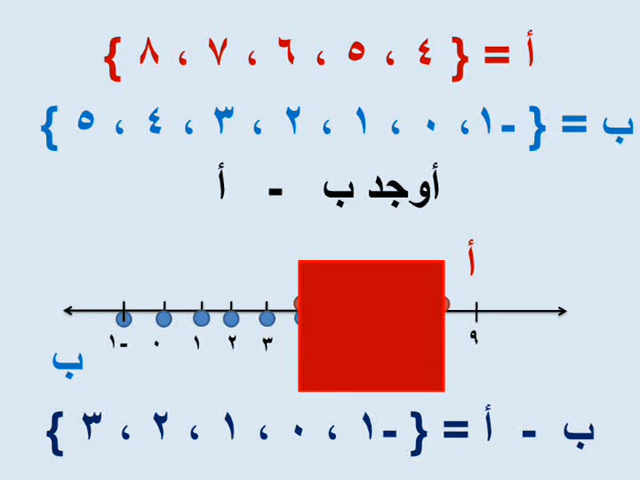 أ = { ٤ ، ٥ ، ٦ ، ٧ ، ٨ }
ب = { -١ ، ٠ ، ١ ، ٢ ، ٣ ، ٤ ، ٥ }
أوجد ب - أ
أ
-١ ٠ ١ ٢ ٣ ٩
ب
ب - أ = { -١ ، ٠ ، ١ ، ٢ ، ٣ }